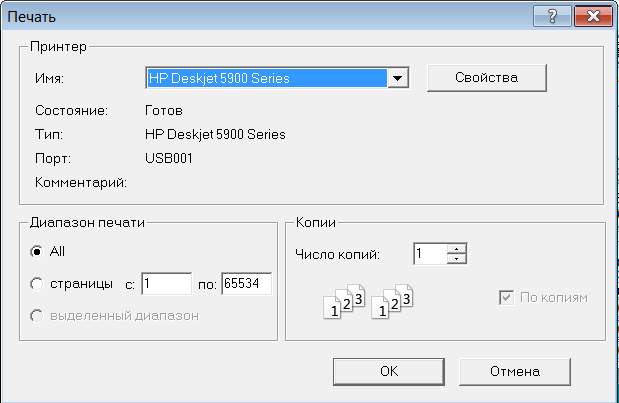 Печать
Принтер
Имя: HP Deskjet 5900 Series Свойства
Состояние: Готов
Тип: HP Deskjet 5900 Series
Порт: USB001
Комментарий:
Диапазон печати
All
страницы с: 1 по: 65534
выделенный диапазон
Копии
Число копий: 1
1 2 3 1 2 3
По копиям
OK Отмена